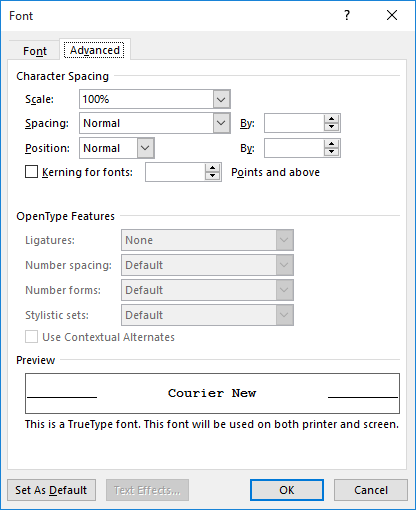 Font
Font Advanced
Character Spacing
Scale: 100%
Spacing: Normal By:
Position: Normal By:
Kerning for fonts: Points and above
OpenType Features
Ligatures: None
Number spacing: Default
Number forms: Default
Stylistic sets: Default
Use Contextual Alternates
Preview
Courier New
This is a TrueType font. This font will be used on both printer and screen.
Set As Default Text Effects... OK Cancel